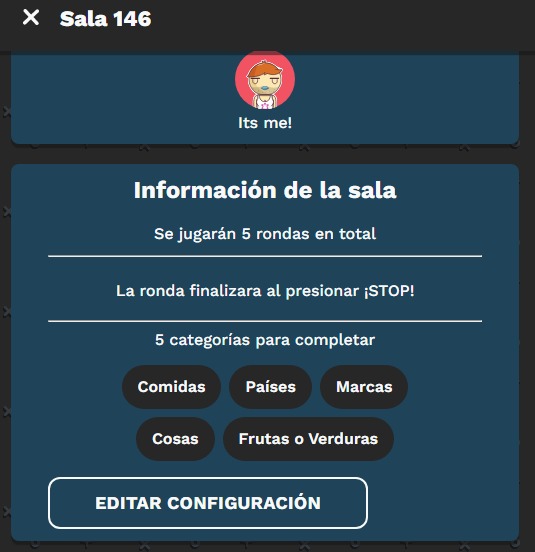 Sala 146
Its me!
Información de la sala
Se jugarán 5 rondas en total
La ronda finalizara al presionar ¡STOP!
5 categorías para completar
Comidas Países Marcas
Cosas Frutas o Verduras
EDITAR CONFIGURACIÓN